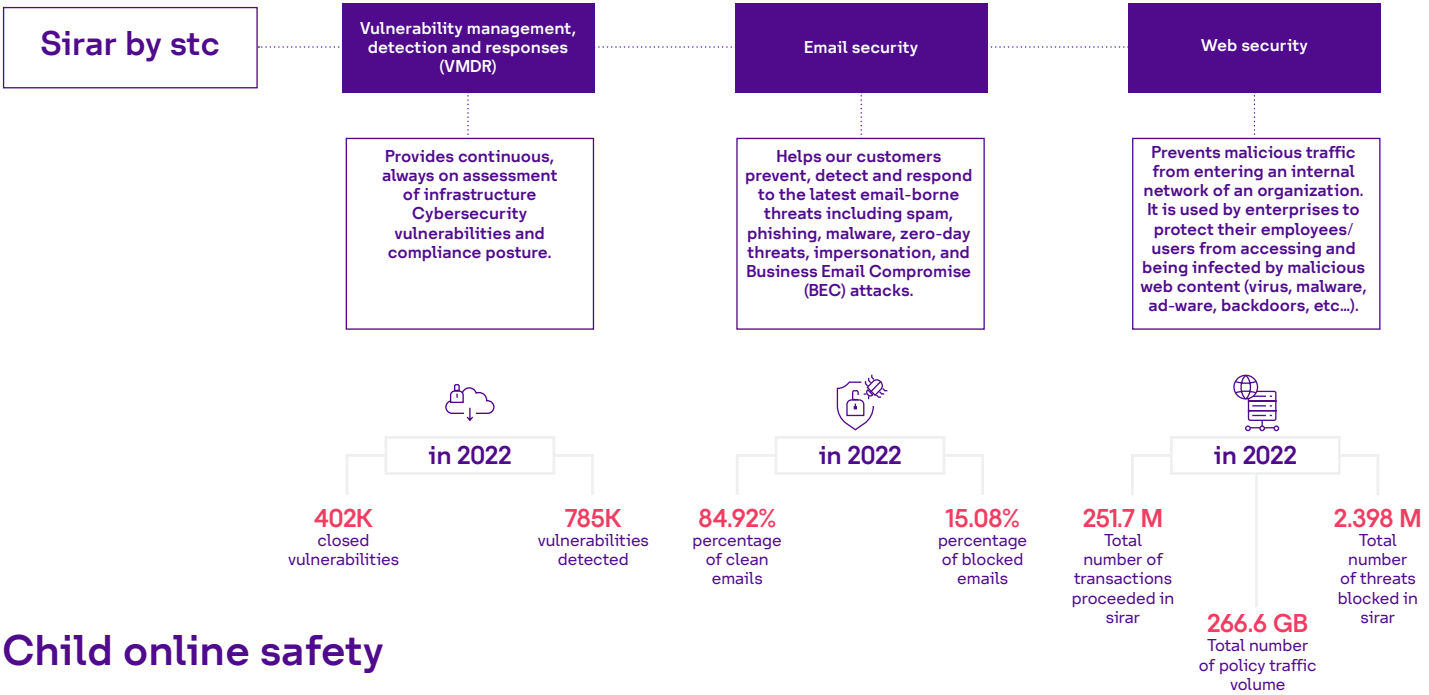 Sirar by stc
Vulnerability management,
detection and responses
(VMDR)
Email security
Web security
Provides continuous,
always on assessment
of infrastructure
Cybersecurity
vulnerabilities and
compliance posture.
Helps our customers
prevent, detect and respond
to the latest email-borne
threats including spam,
phishing, malware, zero-day
threats, impersonation, and
Business Email Compromise
(BEC) attacks.
Prevents malicious traffic
from entering an internal
network of an organization.
It is used by enterprises to
protect their employees/
users from accessing and
being infected by malicious
web content (virus, malware,
ad-ware, backdoors, etc...).
in 2022
402K
closed
vulnerabilities
785K
vulnerabilities
detected
in 2022
84.92%
percentage
of clean
emails
15.08%
percentage
of blocked
emails
in 2022
251.7 M
Total
number of
transactions
proceeded in
sirar
266.6 GB
Total number
of policy traffic
volume
2.398 M
Total
number
of threats
blocked in
sirar
Child online safety